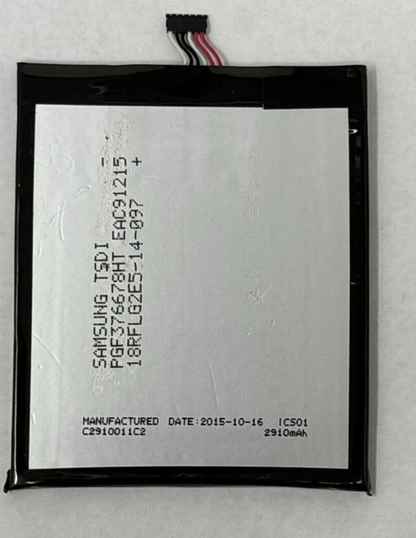 SAMSUNG TSDI -
PGF376678HT EAC91215
18RFLG2E5-14-097 +
MANUFACTURED DATE:2015-10-16 ICS01
C2910011C2 2910mAh